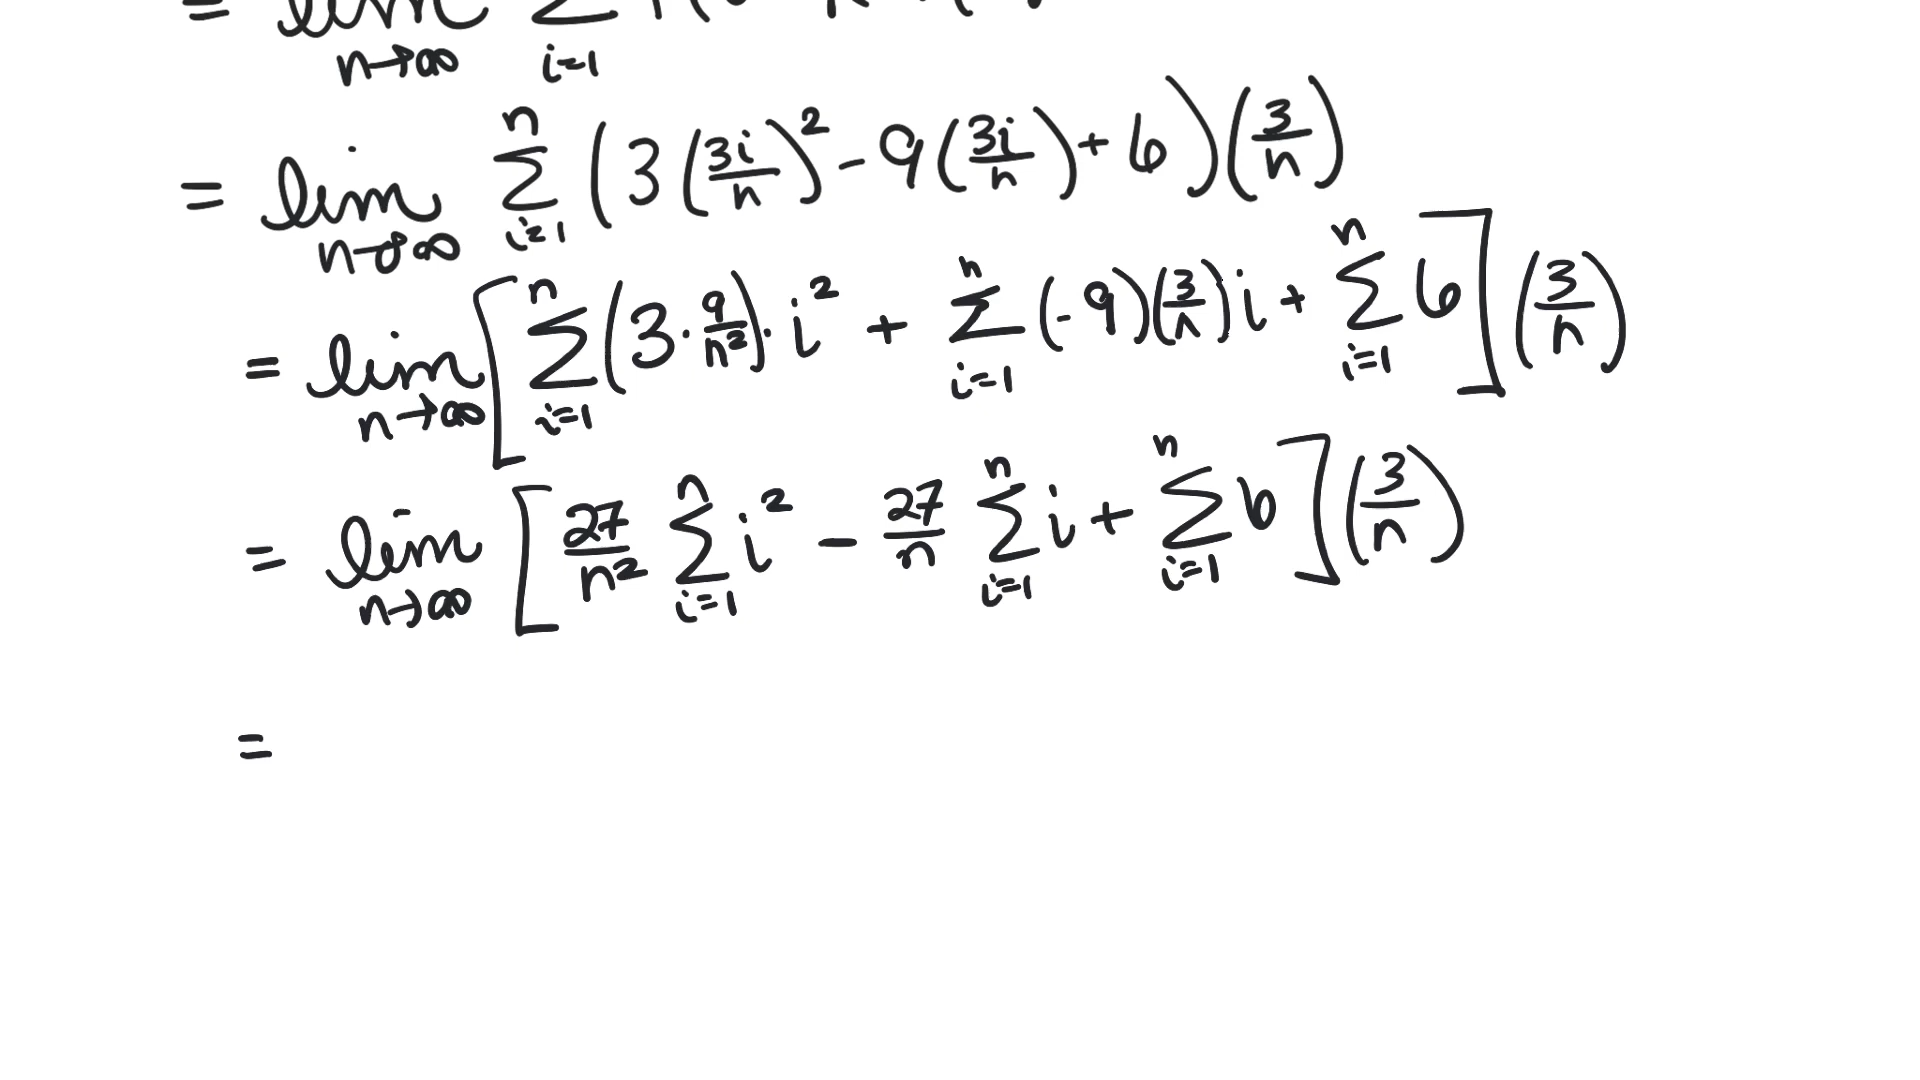 = lim n→∞ Σ i=1
= lim n→∞ Σ i=1 n (3(3i/n)² - 9(3i/n) + 6)(3/n)
= lim n→∞ [Σ i=1 n (3·9/n²)·i² + Σ i=1 n (-9)(3/n)i + Σ i=1 n 6](3/n)
= lim n→∞ [27/n² Σ i=1 n i² - 27/n Σ i=1 n i + Σ i=1 n 6](3/n)
=